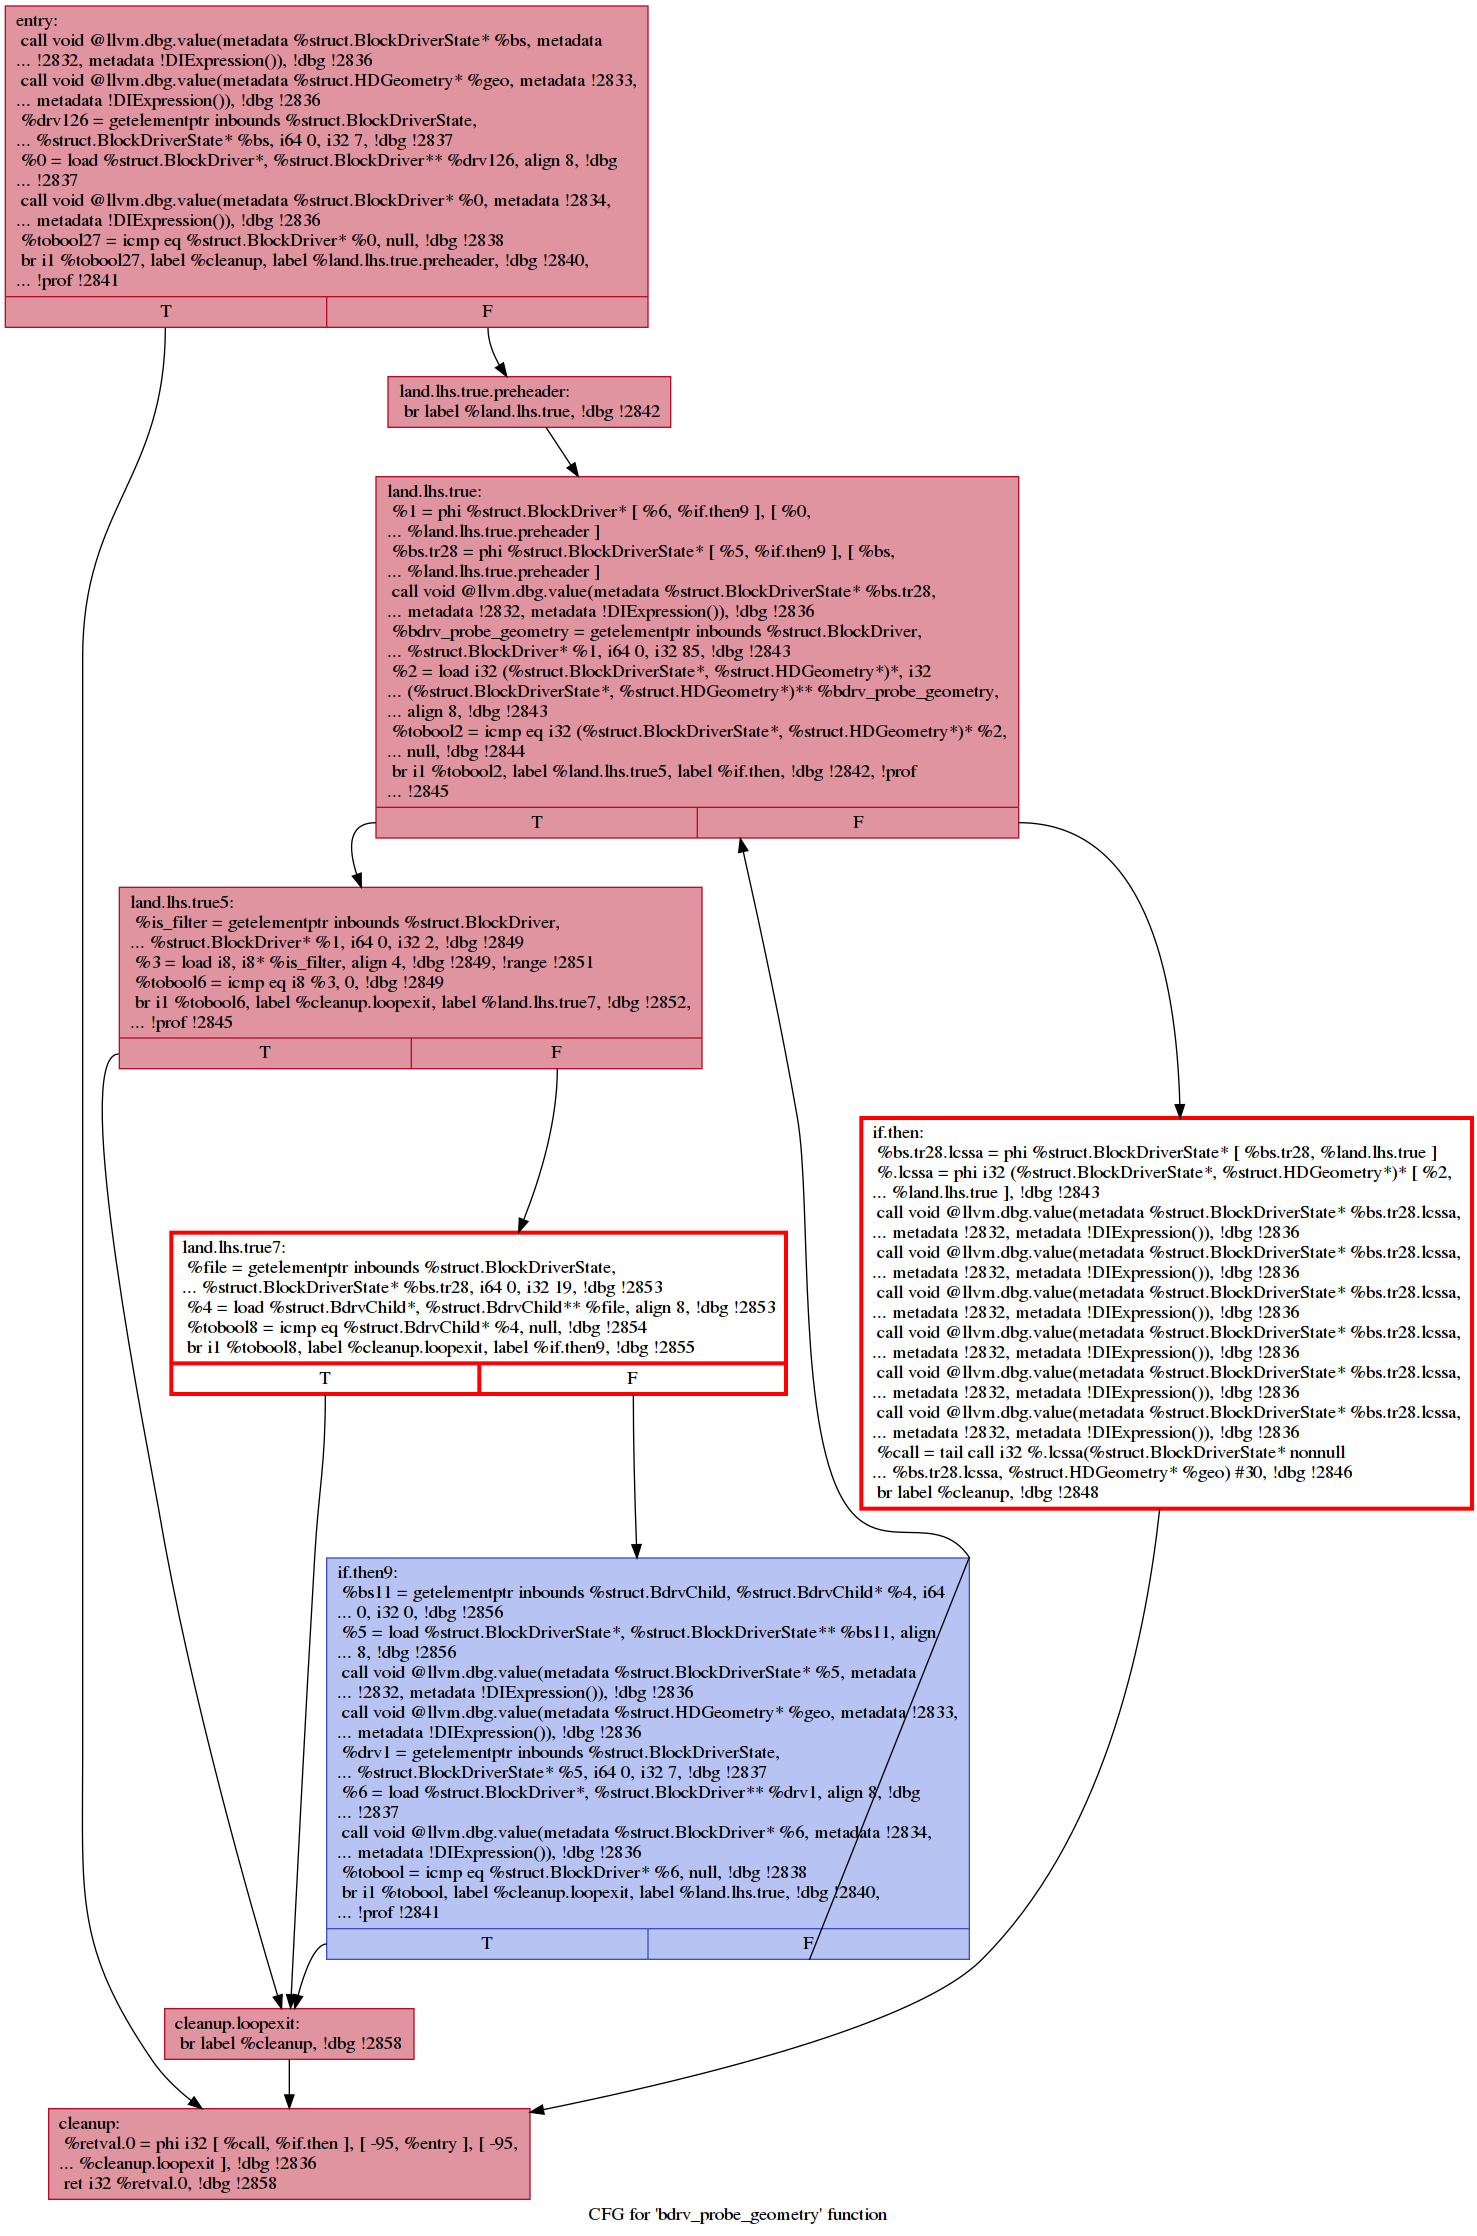 entry:
call void @llvm.dbg.value(metadata %struct.BlockDriverState* %bs, metadata
... !2832, metadata !DIExpression()), !dbg !2836
call void @llvm.dbg.value(metadata %struct.HDGeometry* %geo, metadata !2833,
... metadata !DIExpression()), !dbg !2836
%drv126 = getelementptr inbounds %struct.BlockDriverState,
... %struct.BlockDriverState* %bs, i64 0, i32 7, !dbg !2837
%0 = load %struct.BlockDriver*, %struct.BlockDriver** %drv126, align 8, !dbg
... !2837
call void @llvm.dbg.value(metadata %struct.BlockDriver* %0, metadata !2834,
... metadata !DIExpression()), !dbg !2836
%tobool27 = icmp eq %struct.BlockDriver* %0, null, !dbg !2838
br i1 %tobool27, label %cleanup, label %land.lhs.true.preheader, !dbg !2840,
... !prof !2841
T F
land.lhs.true.preheader:
br label %land.lhs.true, !dbg !2842
land.lhs.true:
%1 = phi %struct.BlockDriver* [ %6, %if.then9 ], [ %0,
... %land.lhs.true.preheader ]
%bs.tr28 = phi %struct.BlockDriverState* [ %5, %if.then9 ], [ %bs,
... %land.lhs.true.preheader ]
call void @llvm.dbg.value(metadata %struct.BlockDriverState* %bs.tr28,
... metadata !2832, metadata !DIExpression()), !dbg !2836
%bdrv_probe_geometry = getelementptr inbounds %struct.BlockDriver,
... %struct.BlockDriver* %1, i64 0, i32 85, !dbg !2843
%2 = load i32 (%struct.BlockDriverState*, %struct.HDGeometry*)*, i32
... (%struct.BlockDriverState*, %struct.HDGeometry*)** %bdrv_probe_geometry,
... align 8, !dbg !2843
%tobool2 = icmp eq i32 (%struct.BlockDriverState*, %struct.HDGeometry*)* %2,
... null, !dbg !2844
br i1 %tobool2, label %land.lhs.true5, label %if.then, !dbg !2842, !prof
... !2845
T F
land.lhs.true5:
%is_filter = getelementptr inbounds %struct.BlockDriver,
... %struct.BlockDriver* %1, i64 0, i32 2, !dbg !2849
%3 = load i8, i8* %is_filter, align 4, !dbg !2849, !range !2851
%tobool6 = icmp eq i8 %3, 0, !dbg !2849
br i1 %tobool6, label %cleanup.loopexit, label %land.lhs.true7, !dbg !2852,
... !prof !2845
T F
if.then:
%bs.tr28.lcssa = phi %struct.BlockDriverState* [ %bs.tr28, %land.lhs.true ]
%.lcssa = phi i32 (%struct.BlockDriverState*, %struct.HDGeometry*)* [ %2,
... %land.lhs.true ], !dbg !2843
call void @llvm.dbg.value(metadata %struct.BlockDriverState* %bs.tr28.lcssa,
... metadata !2832, metadata !DIExpression()), !dbg !2836
call void @llvm.dbg.value(metadata %struct.BlockDriverState* %bs.tr28.lcssa,
... metadata !2832, metadata !DIExpression()), !dbg !2836
call void @llvm.dbg.value(metadata %struct.BlockDriverState* %bs.tr28.lcssa,
... metadata !2832, metadata !DIExpression()), !dbg !2836
call void @llvm.dbg.value(metadata %struct.BlockDriverState* %bs.tr28.lcssa,
... metadata !2832, metadata !DIExpression()), !dbg !2836
call void @llvm.dbg.value(metadata %struct.BlockDriverState* %bs.tr28.lcssa,
... metadata !2832, metadata !DIExpression()), !dbg !2836
call void @llvm.dbg.value(metadata %struct.BlockDriverState* %bs.tr28.lcssa,
... metadata !2832, metadata !DIExpression()), !dbg !2836
%call = tail call i32 %.lcssa(%struct.BlockDriverState* nonnull
... %bs.tr28.lcssa, %struct.HDGeometry* %geo) #30, !dbg !2846
br label %cleanup, !dbg !2848
land.lhs.true7:
%file = getelementptr inbounds %struct.BlockDriverState,
... %struct.BlockDriverState* %bs.tr28, i64 0, i32 19, !dbg !2853
%4 = load %struct.BdrvChild*, %struct.BdrvChild** %file, align 8, !dbg !2853
%tobool8 = icmp eq %struct.BdrvChild* %4, null, !dbg !2854
br i1 %tobool8, label %cleanup.loopexit, label %if.then9, !dbg !2855
T F
if.then9:
%bs11 = getelementptr inbounds %struct.BdrvChild, %struct.BdrvChild* %4, i64
... 0, i32 0, !dbg !2856
%5 = load %struct.BlockDriverState*, %struct.BlockDriverState** %bs11, align
... 8, !dbg !2856
call void @llvm.dbg.value(metadata %struct.BlockDriverState* %5, metadata
... !2832, metadata !DIExpression()), !dbg !2836
call void @llvm.dbg.value(metadata %struct.HDGeometry* %geo, metadata !2833,
... metadata !DIExpression()), !dbg !2836
%drv1 = getelementptr inbounds %struct.BlockDriverState,
... %struct.BlockDriverState* %5, i64 0, i32 7, !dbg !2837
%6 = load %struct.BlockDriver*, %struct.BlockDriver** %drv1, align 8, !dbg
... !2837
call void @llvm.dbg.value(metadata %struct.BlockDriver* %6, metadata !2834,
... metadata !DIExpression()), !dbg !2836
%tobool = icmp eq %struct.BlockDriver* %6, null, !dbg !2838
br i1 %tobool, label %cleanup.loopexit, label %land.lhs.true, !dbg !2840,
... !prof !2841
T F
cleanup.loopexit:
br label %cleanup, !dbg !2858
cleanup:
%retval.0 = phi i32 [ %call, %if.then ], [ -95, %entry ], [ -95,
... %cleanup.loopexit ], !dbg !2836
ret i32 %retval.0, !dbg !2858
CFG for 'bdrv_probe_geometry' function